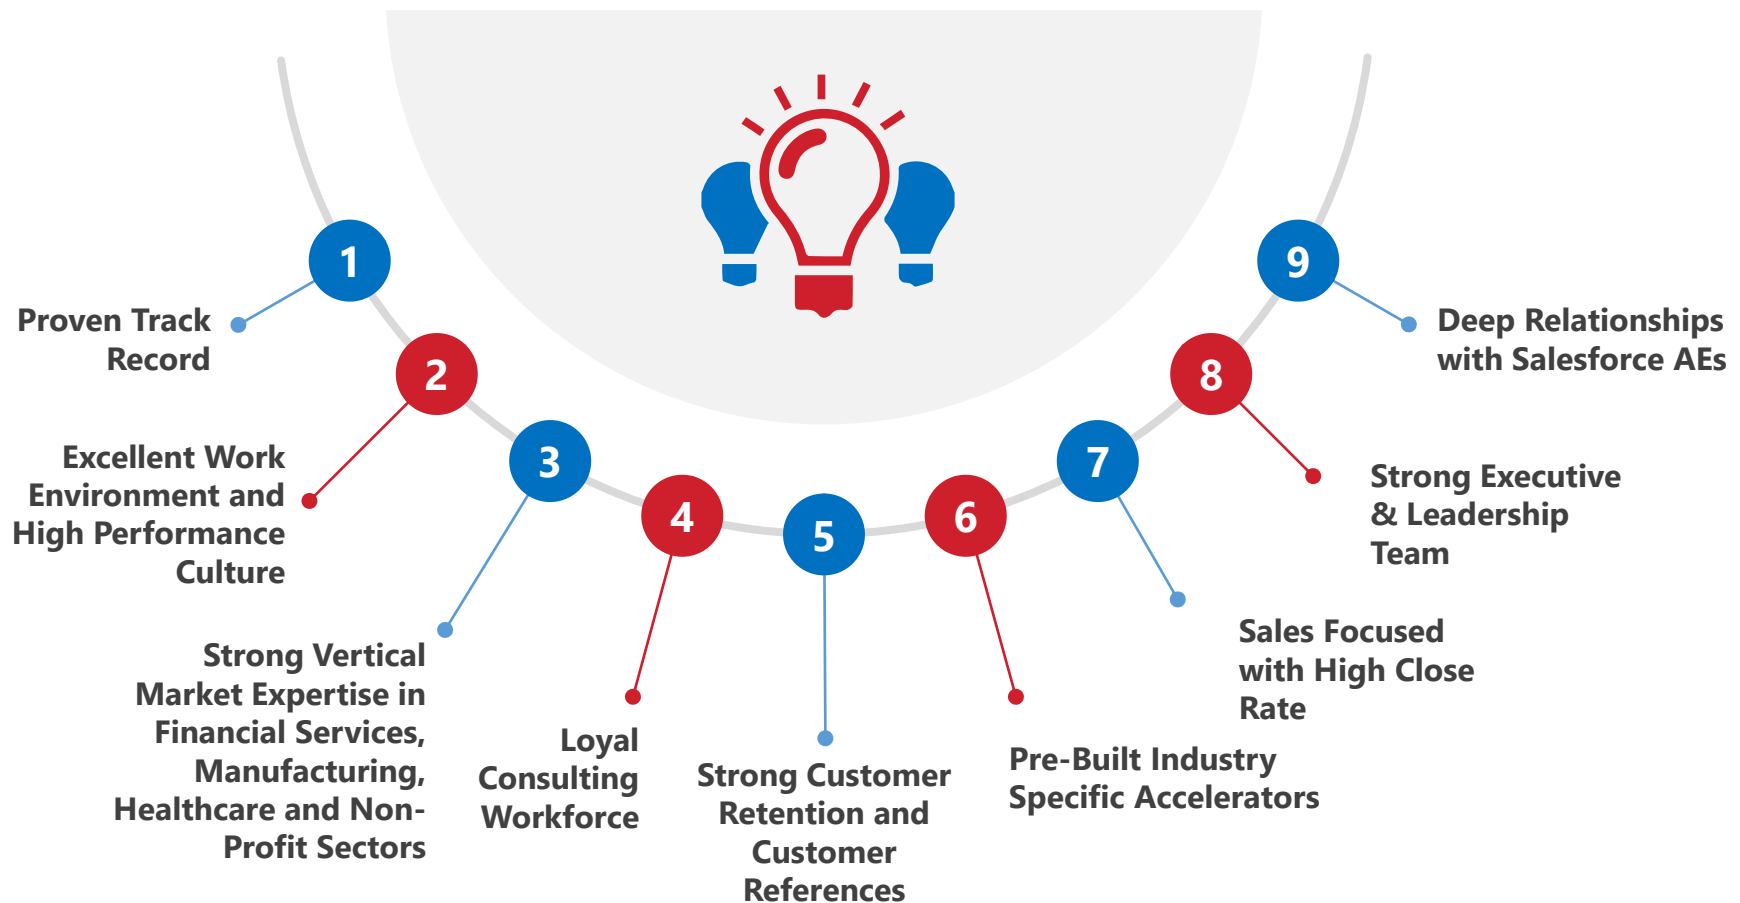 1
Proven Track
Record
2
Excellent Work
Environment and
High Performance
Culture
3
Strong Vertical
Market Expertise in
Financial Services,
Manufacturing,
Healthcare and Non-
Profit Sectors
4
Loyal
Consulting
Workforce
5
Strong Customer
Retention and
Customer
References
6
Pre-Built Industry
Specific Accelerators
7
Sales Focused
with High Close
Rate
8
Strong Executive
& Leadership
Team
9
Deep Relationships
with Salesforce AEs